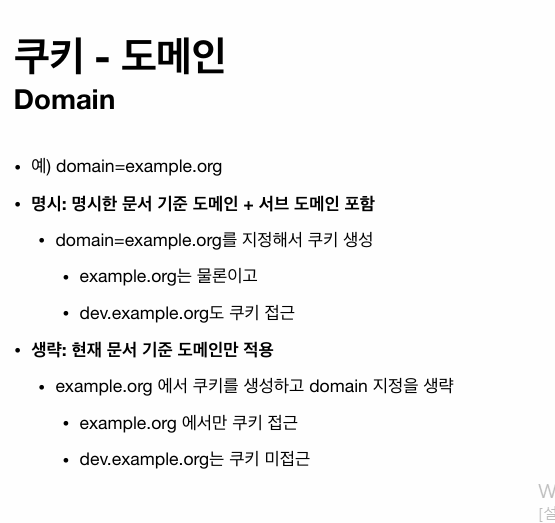 쿠키 - 도메인
Domain
• 예) domain=example.org
• 명시: 명시한 문서 기준 도메인 + 서브 도메인 포함
• domain=example.org를 지정해서 쿠키 생성
• example.org는 물론이고
• dev.example.org도 쿠키 접근
• 생략: 현재 문서 기준 도메인만 적용
• example.org 에서 쿠키를 생성하고 domain 지정을 생략
• example.org 에서만 쿠키 접근
• dev.example.org는 쿠키 미접근